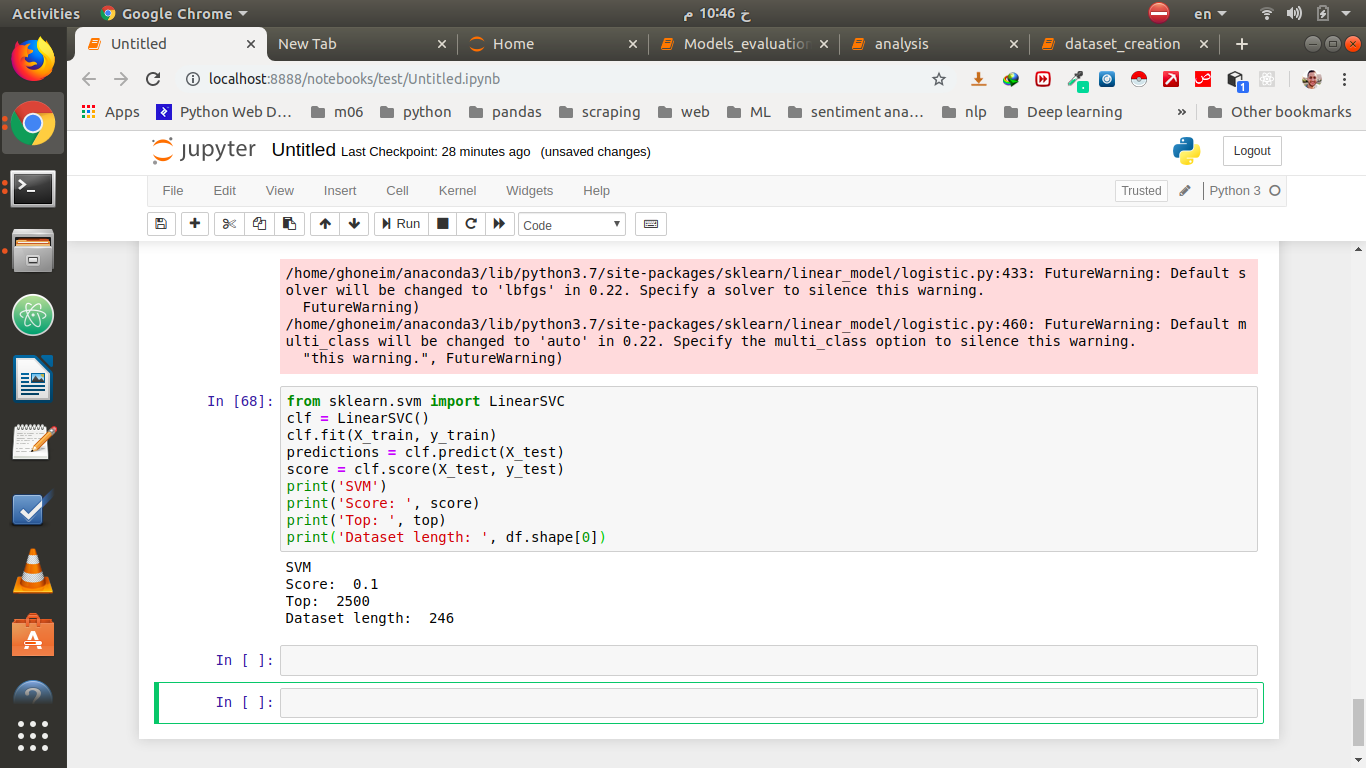 Activities
Google Chrome
خ 10:46 م
en
Untitled
New Tab
Home
Models_evaluation
analysis
dataset_creation
localhost:8888/notebooks/test/Untitled.ipynb
1
Apps
Python Web D…
m06
python
pandas
scraping
web
ML
sentiment ana…
nlp
Deep learning
»
Other bookmarks
jupyter
Untitled Last Checkpoint: 28 minutes ago (unsaved changes)
Logout
File
Edit
View
Insert
Cell
Kernel
Widgets
Help
Trusted
Python 3
Run
Code
/home/ghoneim/anaconda3/lib/python3.7/site-packages/sklearn/linear_model/logistic.py:433: FutureWarning: Default s
olver will be changed to 'lbfgs' in 0.22. Specify a solver to silence this warning.
FutureWarning)
/home/ghoneim/anaconda3/lib/python3.7/site-packages/sklearn/linear_model/logistic.py:460: FutureWarning: Default m
ulti_class will be changed to 'auto' in 0.22. Specify the multi_class option to silence this warning.
"this warning.", FutureWarning)
In [68]:
from sklearn.svm import LinearSVC
clf = LinearSVC()
clf.fit(X_train, y_train)
predictions = clf.predict(X_test)
score = clf.score(X_test, y_test)
print('SVM')
print('Score: ', score)
print('Top: ', top)
print('Dataset length: ', df.shape[0])
SVM
Score:  0.1
Top:  2500
Dataset length:  246
In [ ]:
In [ ]: